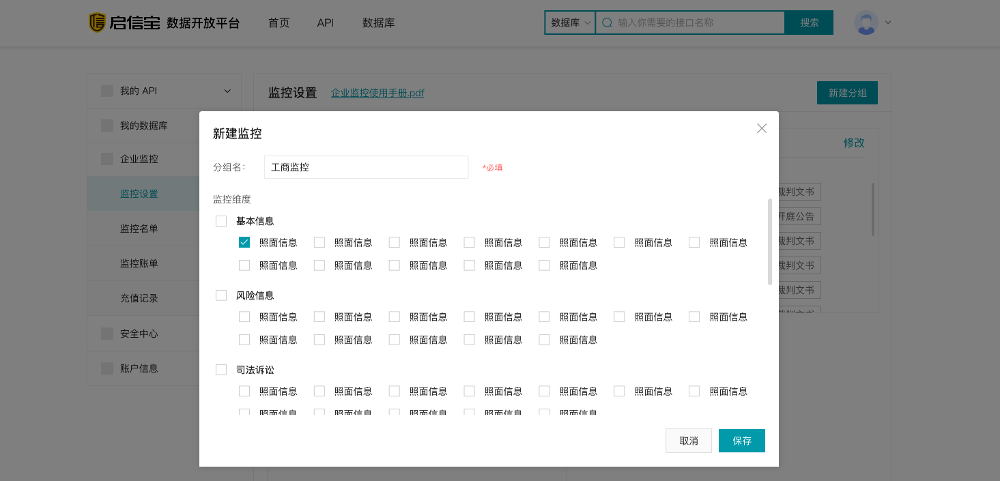 启信宝 数据开放平台 首页 API 数据库 数据库 输入你需要的接口名称 搜索
我的 API
监控设置 企业监控使用手册.pdf 新建分组
我的数据库
企业监控
监控设置
监控名单
监控账单
充值记录
安全中心
账户信息
修改
裁判文书
开庭公告
裁判文书
裁判文书
裁判文书
裁判文书
新建监控
分组名： 工商监控 *必填
监控维度
基本信息
照面信息 照面信息 照面信息 照面信息 照面信息 照面信息 照面信息
照面信息 照面信息 照面信息 照面信息 照面信息
风险信息
照面信息 照面信息 照面信息 照面信息 照面信息 照面信息 照面信息
照面信息 照面信息 照面信息 照面信息 照面信息
司法诉讼
照面信息 照面信息 照面信息 照面信息 照面信息 照面信息 照面信息
照面信息 照面信息 照面信息 照面信息 照面信息
取消 保存